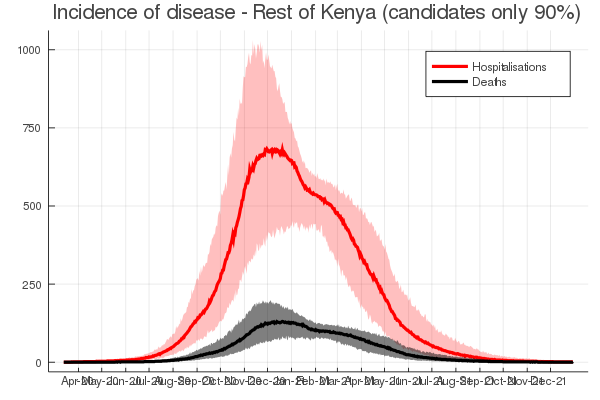 Incidence of disease - Rest of Kenya (candidates only 90%)
1000
Hospitalisations
Deaths
750
500
250
0
Apr-20 May-20 Jun-20 Jul-20 Aug-20 Sep-20 Oct-20 Nov-20 Dec-20 Jan-21 Feb-21 Mar-21 Apr-21 May-21 Jun-21 Jul-21 Aug-21 Sep-21 Oct-21 Nov-21 Dec-21